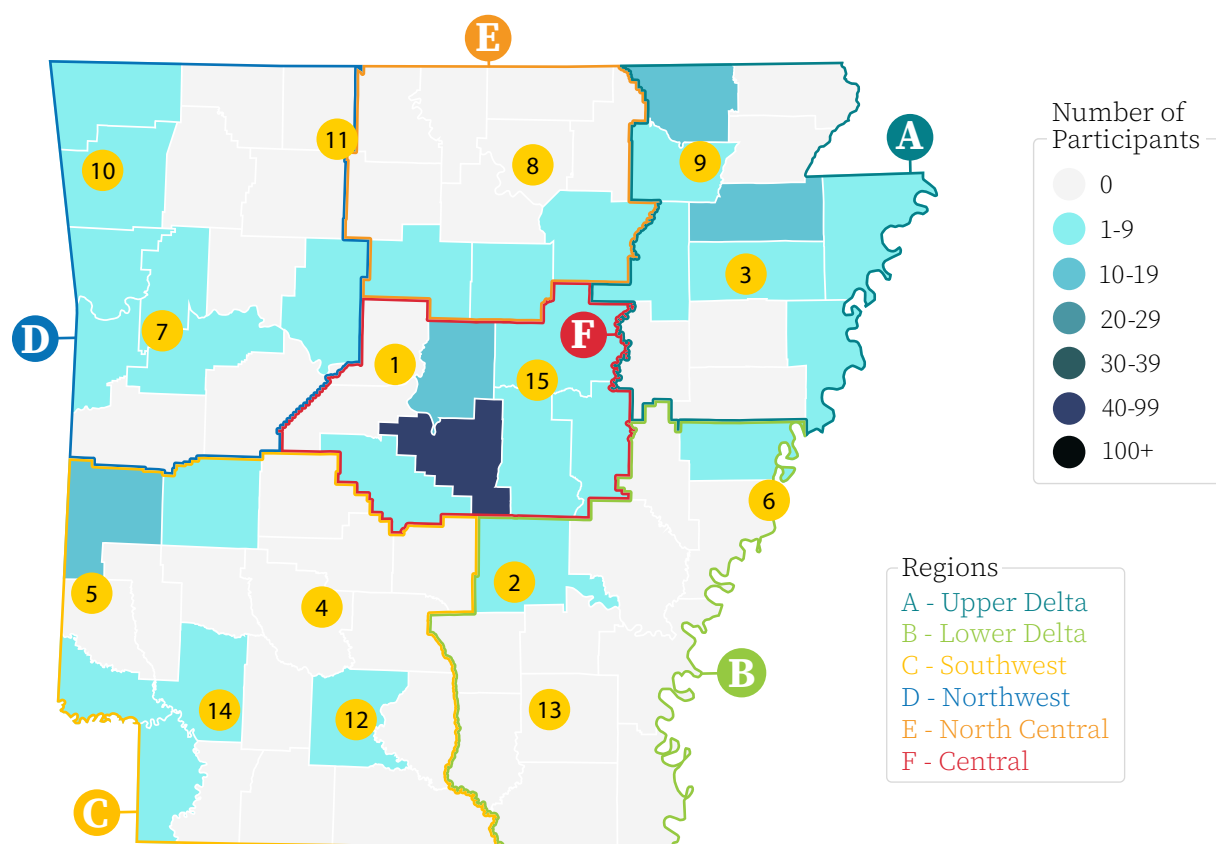 E
11
8
A
10
9
3
D
7
F
1
15
6
5
2
4
B
14
12
13
C
Number of
Participants
0
1-9
10-19
20-29
30-39
40-99
100+
Regions
A - Upper Delta
B - Lower Delta
C - Southwest
D - Northwest
E - North Central
F - Central